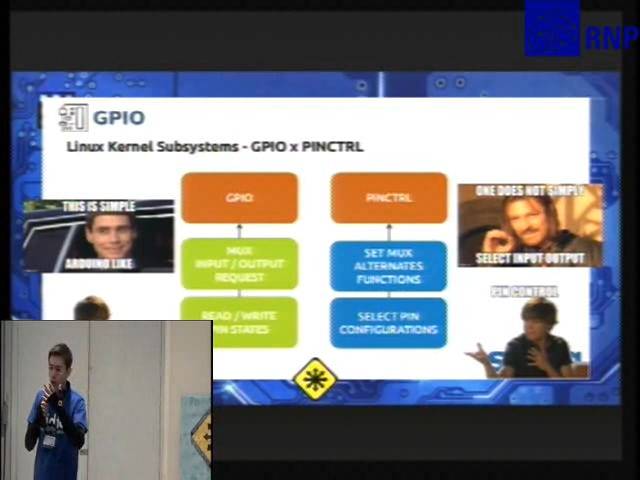 RNP
GPIO
Linux Kernel Subsystems - GPIO x PINCTRL
THIS IS SIMPLE
ARDUINO LIKE
GPIO
MUX
INPUT / OUTPUT
REQUEST
READ / WRITE
PIN STATES
PINCTRL
SET MUX
ALTERNATES
FUNCTIONS
SELECT PIN
CONFIGURATIONS
ONE DOES NOT SIMPLY
SELECT INPUT OUTPUT
PIN CONTROL